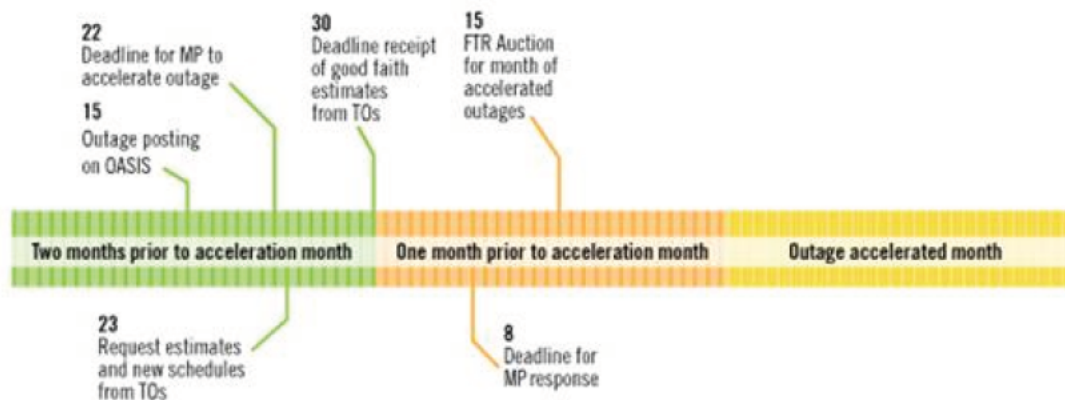 22
Deadline for MP to
accelerate outage
15
Outage posting
on OASIS
30
Deadline receipt
of good faith
estimates
from TOs
15
FTR Auction
for month of
accelerated
outages
Two months prior to acceleration month
One month prior to acceleration month
Outage accelerated month
23
Request estimates
and new schedules
from TOs
8
Deadline for
MP response